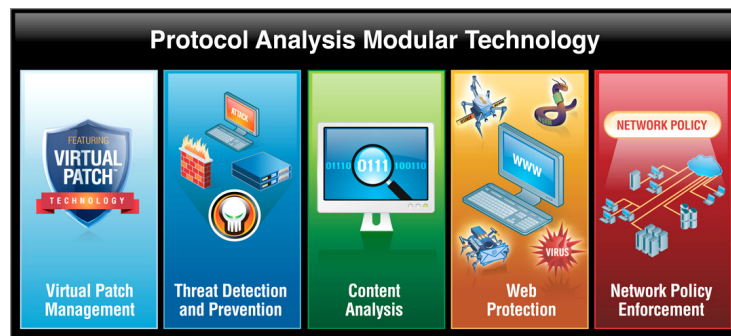 Protocol Analysis Modular Technology
FEATURING
VIRTUAL
PATCH™
TECHNOLOGY
Virtual Patch
Management
ATTACK
Threat Detection
and Prevention
01110 0111 100110
Content
Analysis
WWW
VIRUS
Web
Protection
NETWORK POLICY
Network Policy
Enforcement